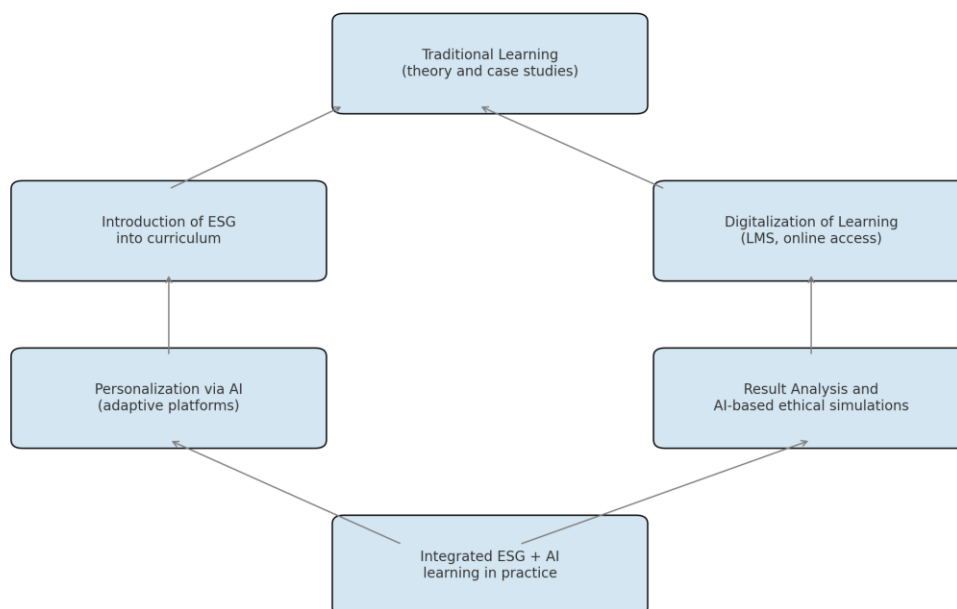 Traditional Learning
(theory and case studies)
Introduction of ESG
into curriculum
Digitalization of Learning
(LMS, online access)
Personalization via AI
(adaptive platforms)
Result Analysis and
AI-based ethical simulations
Integrated ESG + AI
learning in practice